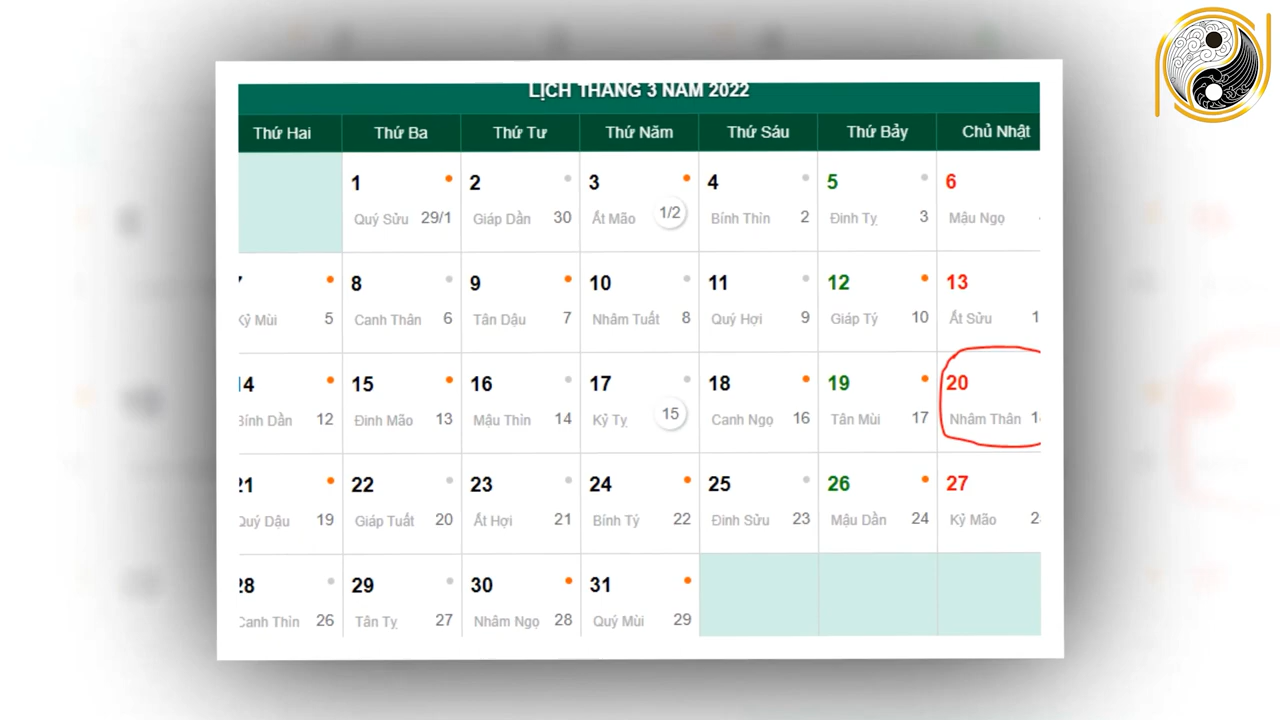 LỊCH THÁNG 3 NĂM 2022
Thứ Hai Thứ Ba Thứ Tư Thứ Năm Thứ Sáu Thứ Bảy Chủ Nhật
1 2 3 4 5 6
Quý Sửu 29/1 Giáp Dần 30 Ất Mão 1/2 Bính Thìn 2 Đinh Tỵ 3 Mậu Ngọ
7 8 9 10 11 12 13
Kỷ Mùi 5 Canh Thân 6 Tân Dậu 7 Nhâm Tuất 8 Quý Hợi 9 Giáp Tý 10 Ất Sửu
14 15 16 17 18 19 20
Bính Dần 12 Đinh Mão 13 Mậu Thìn 14 Kỷ Tỵ 15 Canh Ngọ 16 Tân Mùi 17 Nhâm Thân
21 22 23 24 25 26 27
Quý Dậu 19 Giáp Tuất 20 Ất Hợi 21 Bính Tý 22 Đinh Sửu 23 Mậu Dần 24 Kỷ Mão
28 29 30 31
Canh Thìn 26 Tân Tỵ 27 Nhâm Ngọ 28 Quý Mùi 29